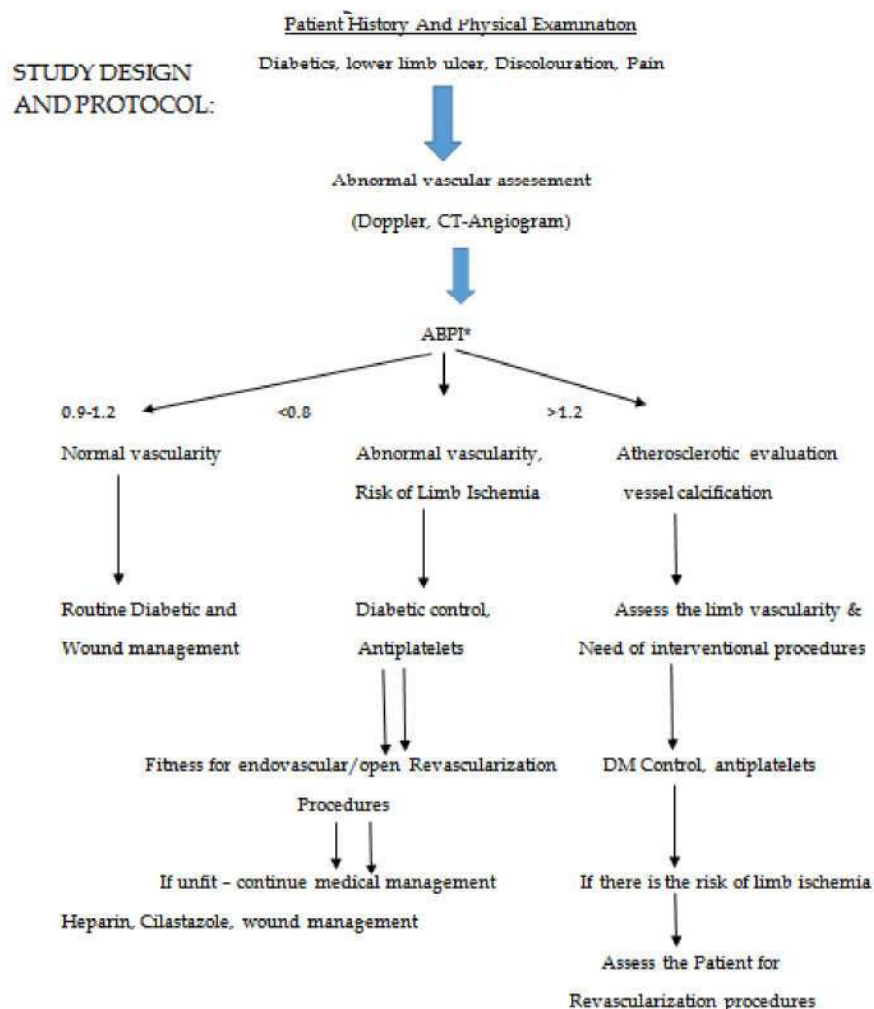 Patient History And Physical Examination
Diabetics, lower limb ulcer, Discolouration, Pain
STUDY DESIGN
AND PROTOCOL:
Abnormal vascular assesement
(Doppler, CT-Angiogram)
ABPI*
0.9-1.2 <0.8 >1.2
Normal vascularity Abnormal vascularity, Atherosclerotic evaluation
Risk of Limb Ischemia vessel calcification
Routine Diabetic and Diabetic control, Assess the limb vascularity &
Wound management Antiplatelets Need of interventional procedures
Fitness for endovascular/open Revascularization DM Control, antiplatelets
Procedures
If unfit – continue medical management If there is the risk of limb ischemia
Heparin, Cilastazole, wound management
Assess the Patient for
Revascularization procedures